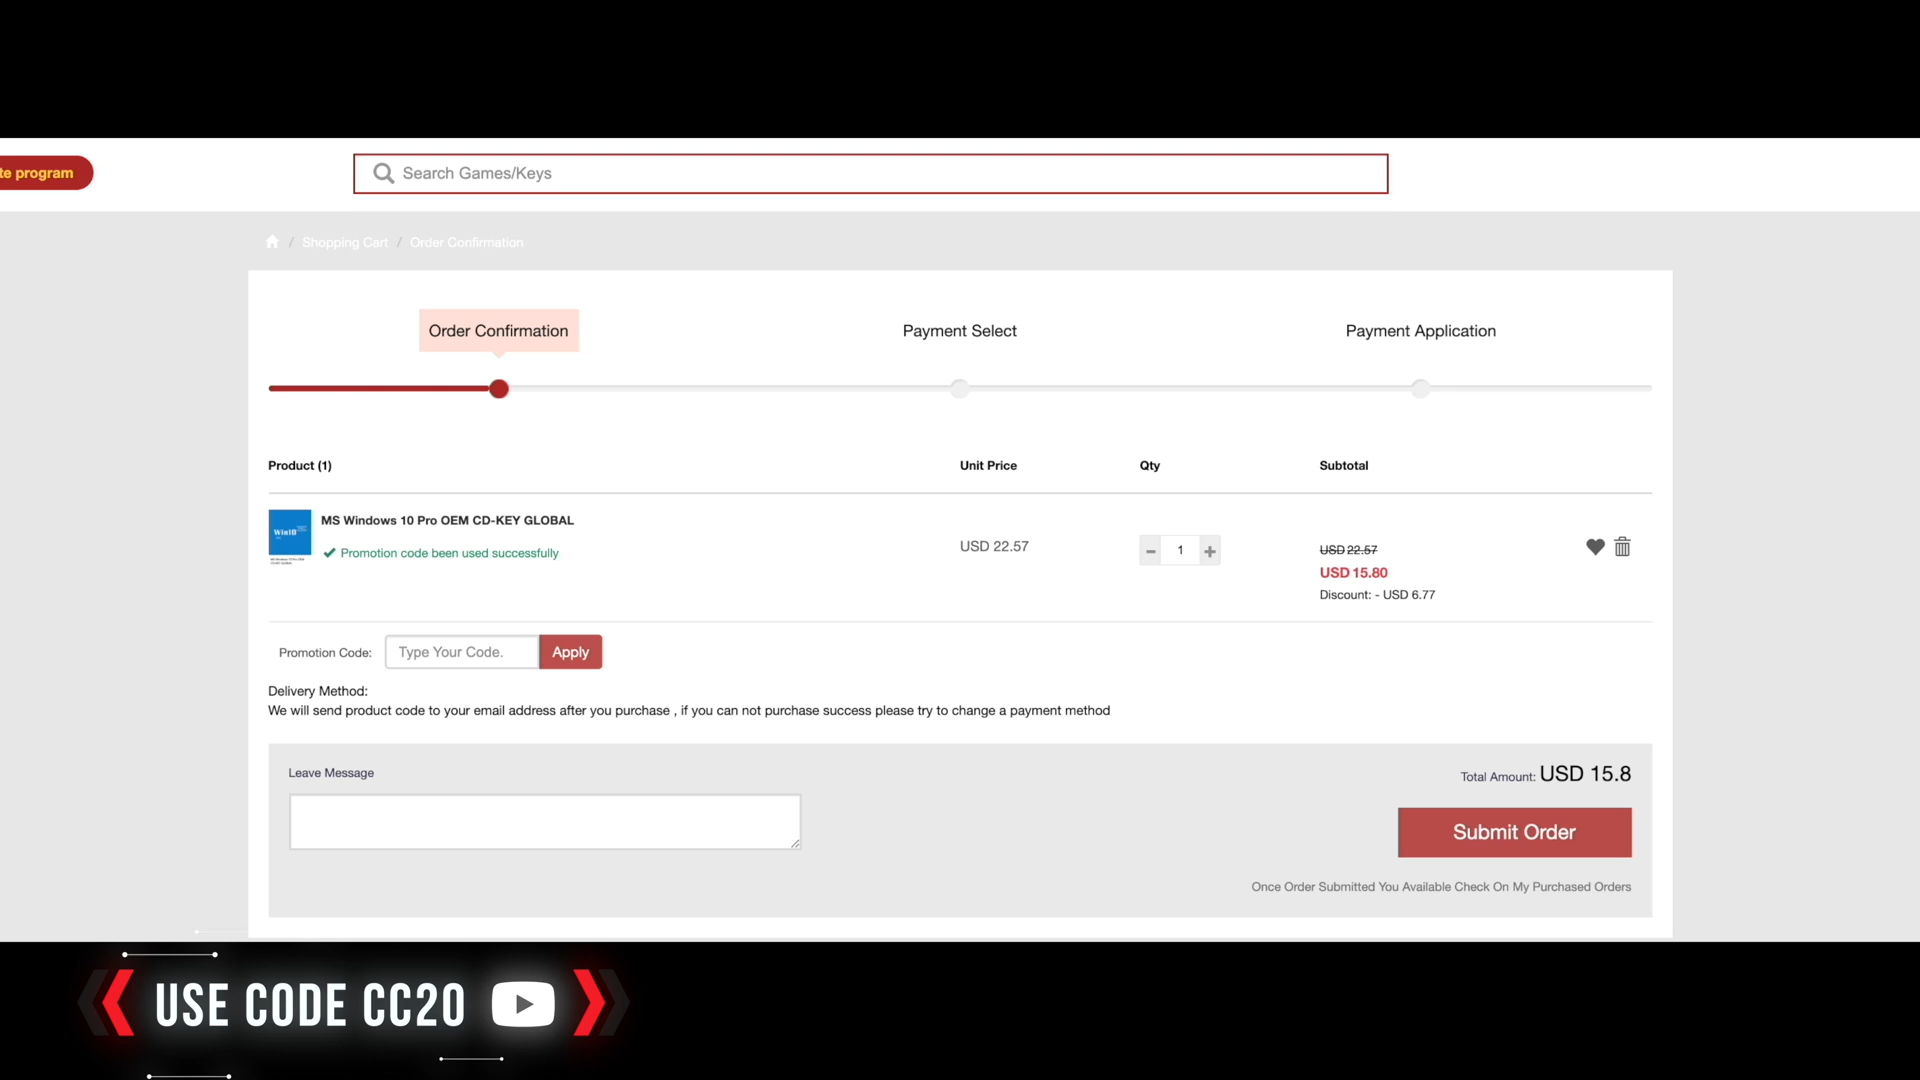 te program
Search Games/Keys
/ Shopping Cart / Order Confirmation
Order Confirmation
Payment Select
Payment Application
Product (1)
Unit Price
Qty
Subtotal
Win10
MS Windows 10 Pro OEM CD-KEY GLOBAL
Promotion code been used successfully
USD 22.57
1
USD 22.57
USD 15.80
Discount: - USD 6.77
Promotion Code:
Type Your Code.
Apply
Delivery Method:
We will send product code to your email address after you purchase , if you can not purchase success please try to change a payment method
Leave Message
Total Amount: USD 15.8
Submit Order
Once Order Submitted You Available Check On My Purchased Orders
USE CODE CC20